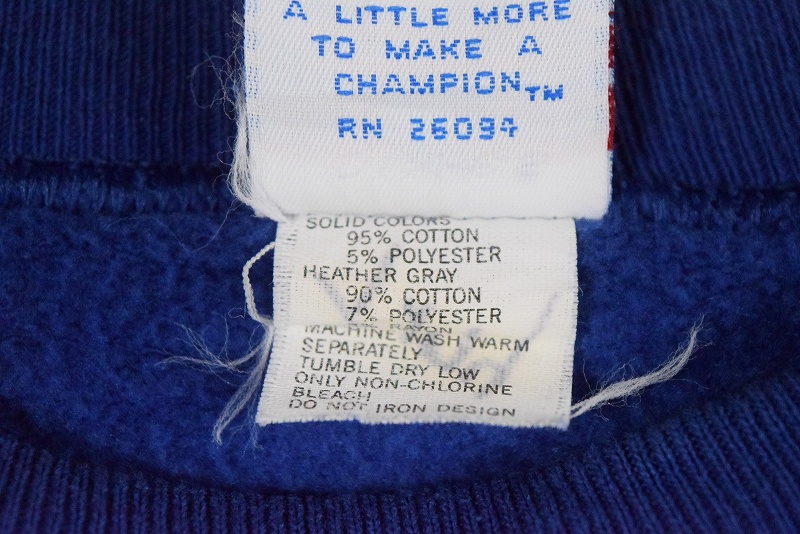 A LITTLE MORE
TO MAKE A
CHAMPION™
RN 26094
SOLID COLORS
95% COTTON
5% POLYESTER
HEATHER GRAY
90% COTTON
7% POLYESTER
RAYON
MACHINE WASH WARM
SEPARATELY
TUMBLE DRY LOW
ONLY NON-CHLORINE
BLEACH
DO NOT IRON DESIGN